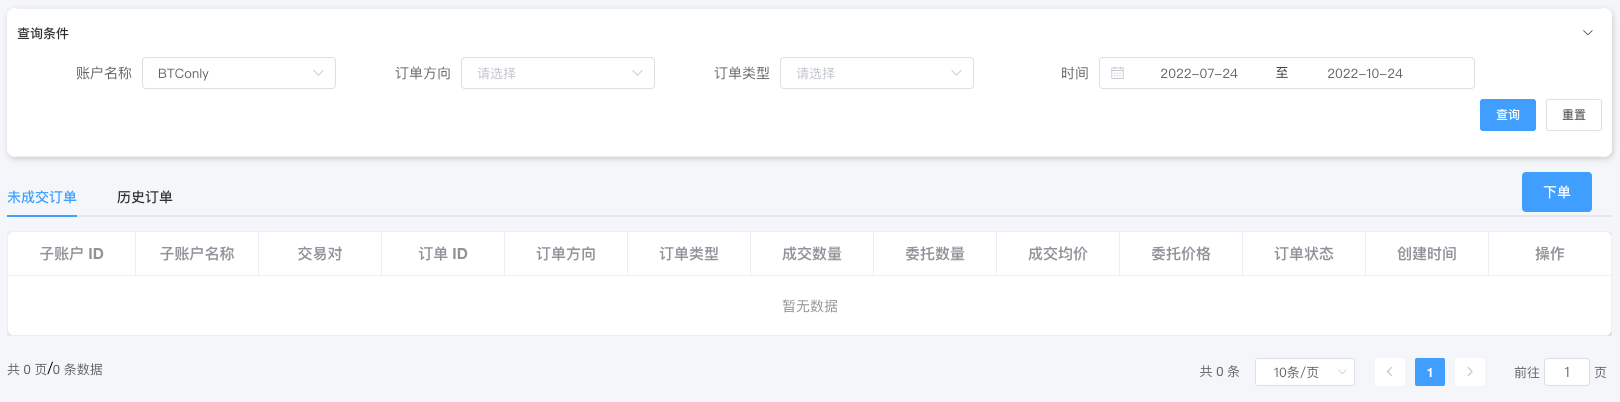 查询条件
账户名称 BTConly 订单方向 请选择 订单类型 请选择 时间 2022-07-24 至 2022-10-24
查询 重置
未成交订单 历史订单 下单
子账户 ID 子账户名称 交易对 订单 ID 订单方向 订单类型 成交数量 委托数量 成交均价 委托价格 订单状态 创建时间 操作
暂无数据
共 0 页/0 条数据 共 0 条 10条/页 1 前往 1 页